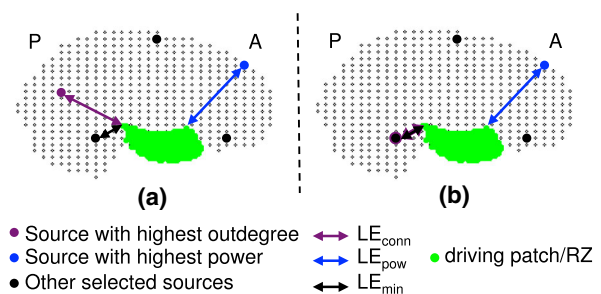 P A P A
(a) (b)
Source with highest outdegree LEconn
Source with highest power LEpow driving patch/RZ
Other selected sources LEmin